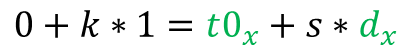 0 + k * 1 = t0ₓ + s * dₓ